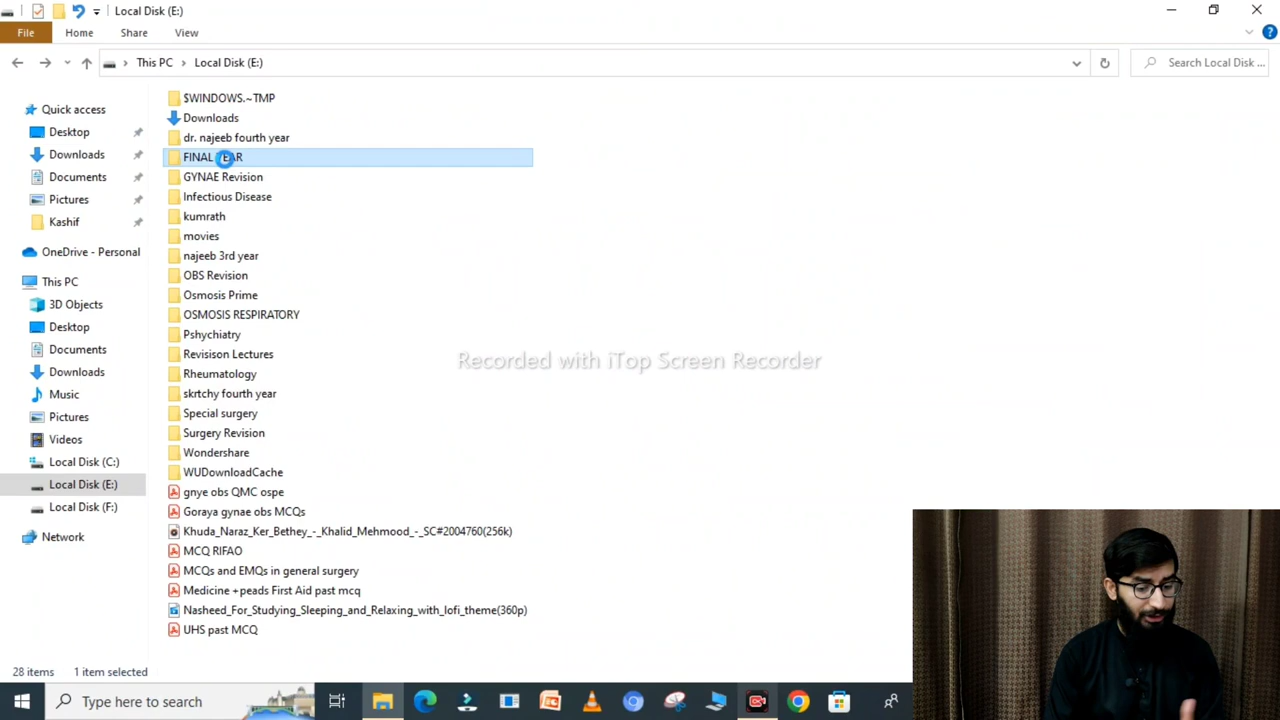 Local Disk (E:)
File Home Share View
This PC Local Disk (E:) Search Local Disk ...
Quick access
Desktop
Downloads
Documents
Pictures
Kashif
OneDrive - Personal
This PC
3D Objects
Desktop
Documents
Downloads
Music
Pictures
Videos
Local Disk (C:)
Local Disk (E:)
Local Disk (F:)
Network
$WINDOWS.~TMP
Downloads
dr. najeeb fourth year
FINAL YEAR
GYNAE Revision
Infectious Disease
kumrath
movies
najeeb 3rd year
OBS Revision
Osmosis Prime
OSMOSIS RESPIRATORY
Pshychiatry
Revisison Lectures
Rheumatology
skrtchy fourth year
Special surgery
Surgery Revision
Wondershare
WUDownloadCache
gnye obs QMC ospe
Goraya gynae obs MCQs
Khuda_Naraz_Ker_Bethey_-_Khalid_Mehmood_-_SC#2004760(256k)
MCQ RIFAO
MCQs and EMQs in general surgery
Medicine +peads First Aid past mcq
Nasheed_For_Studying_Sleeping_and_Relaxing_with_lofi_theme(360p)
UHS past MCQ
Recorded with iTop Screen Recorder
28 items 1 item selected
Type here to search